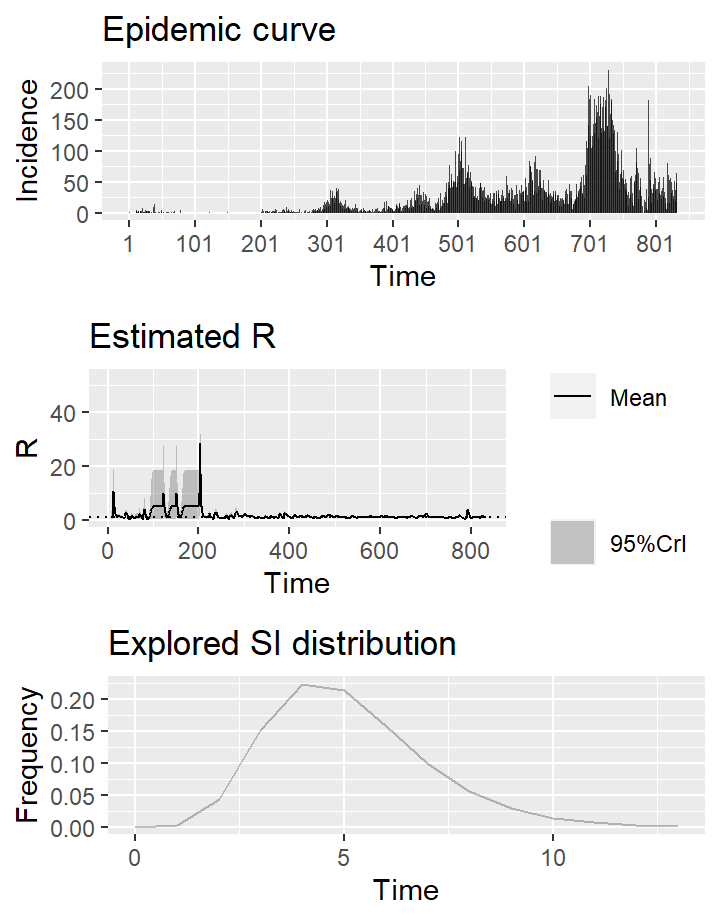 Epidemic curve
Incidence
200
150
100
50
0
1 101 201 301 401 501 601 701 801
Time
Estimated R
R
40
20
0
0 200 400 600 800
Time
Mean
95%CrI
Explored SI distribution
Frequency
0.20
0.15
0.10
0.05
0.00
0 5 10
Time